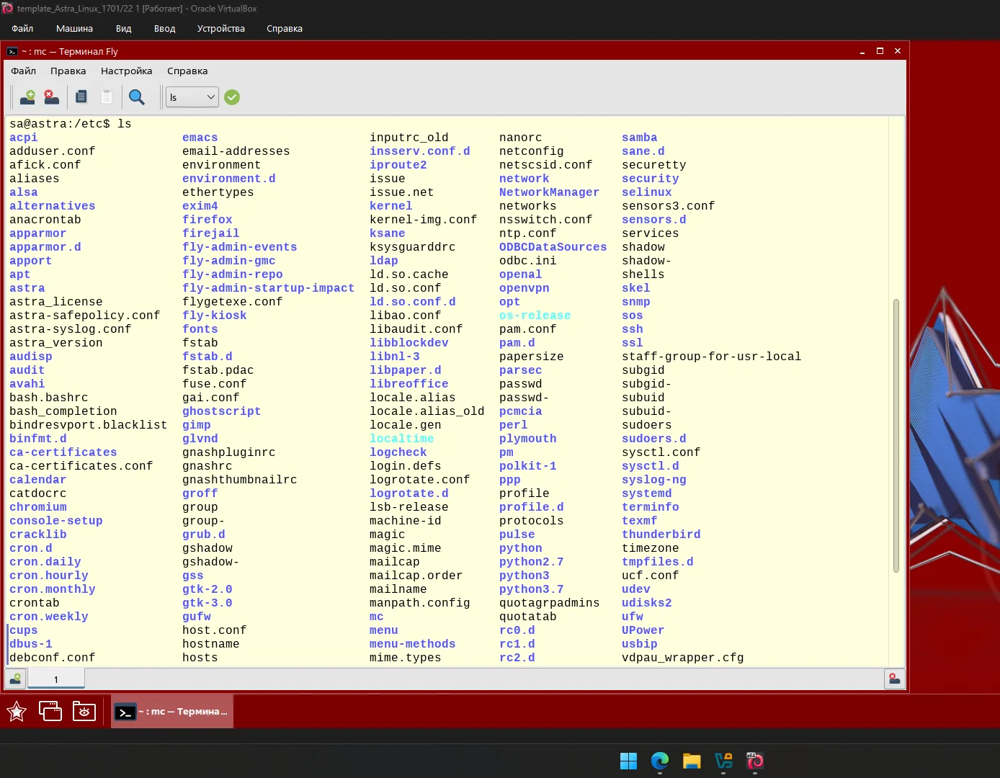 template_Astra_Linux_1701/22 1 [Работает] - Oracle VirtualBox
Файл Машина Вид Ввод Устройства Справка
~ : mc — Терминал Fly
Файл Правка Настройка Справка
ls
sa@astra:/etc$ ls
acpi emacs inputrc_old nanorc samba
adduser.conf email-addresses insserv.conf.d netconfig sane.d
afick.conf environment iproute2 netscsid.conf securetty
aliases environment.d issue network security
alsa ethertypes issue.net NetworkManager selinux
alternatives exim4 kernel networks sensors3.conf
anacrontab firefox kernel-img.conf nsswitch.conf sensors.d
apparmor firejail ksane ntp.conf services
apparmor.d fly-admin-events ksysguarddrc ODBCDataSources shadow
apport fly-admin-gmc ldap odbc.ini shadow-
apt fly-admin-repo ld.so.cache openal shells
astra fly-admin-startup-impact ld.so.conf openvpn skel
astra_license flygetexe.conf ld.so.conf.d opt snmp
astra-safepolicy.conf fly-kiosk libao.conf os-release sos
astra-syslog.conf fonts libaudit.conf pam.conf ssh
astra_version fstab libblockdev pam.d ssl
audisp fstab.d libnl-3 papersize staff-group-for-usr-local
audit fstab.pdac libpaper.d parsec subgid
avahi fuse.conf libreoffice passwd subgid-
bash.bashrc gai.conf locale.alias passwd- subuid
bash_completion ghostscript locale.alias_old pcmcia subuid-
bindresvport.blacklist gimp locale.gen perl sudoers
binfmt.d glvnd localtime plymouth sudoers.d
ca-certificates gnashpluginrc logcheck pm sysctl.conf
ca-certificates.conf gnashrc login.defs polkit-1 sysctl.d
calendar gnashthumbnailrc logrotate.conf ppp syslog-ng
catdocrc groff logrotate.d profile systemd
chromium group lsb-release profile.d terminfo
console-setup group- machine-id protocols texmf
cracklib grub.d magic pulse thunderbird
cron.d gshadow magic.mime python timezone
cron.daily gshadow- mailcap python2.7 tmpfiles.d
cron.hourly gss mailcap.order python3 ucf.conf
cron.monthly gtk-2.0 mailname python3.7 udev
crontab gtk-3.0 manpath.config quotagrpadmins udisks2
cron.weekly gufw mc quotatab ufw
cups host.conf menu rc0.d UPower
dbus-1 hostname menu-methods rc1.d usbip
debconf.conf hosts mime.types rc2.d vdpau_wrapper.cfg
1
~ : mc — Термина...
x64